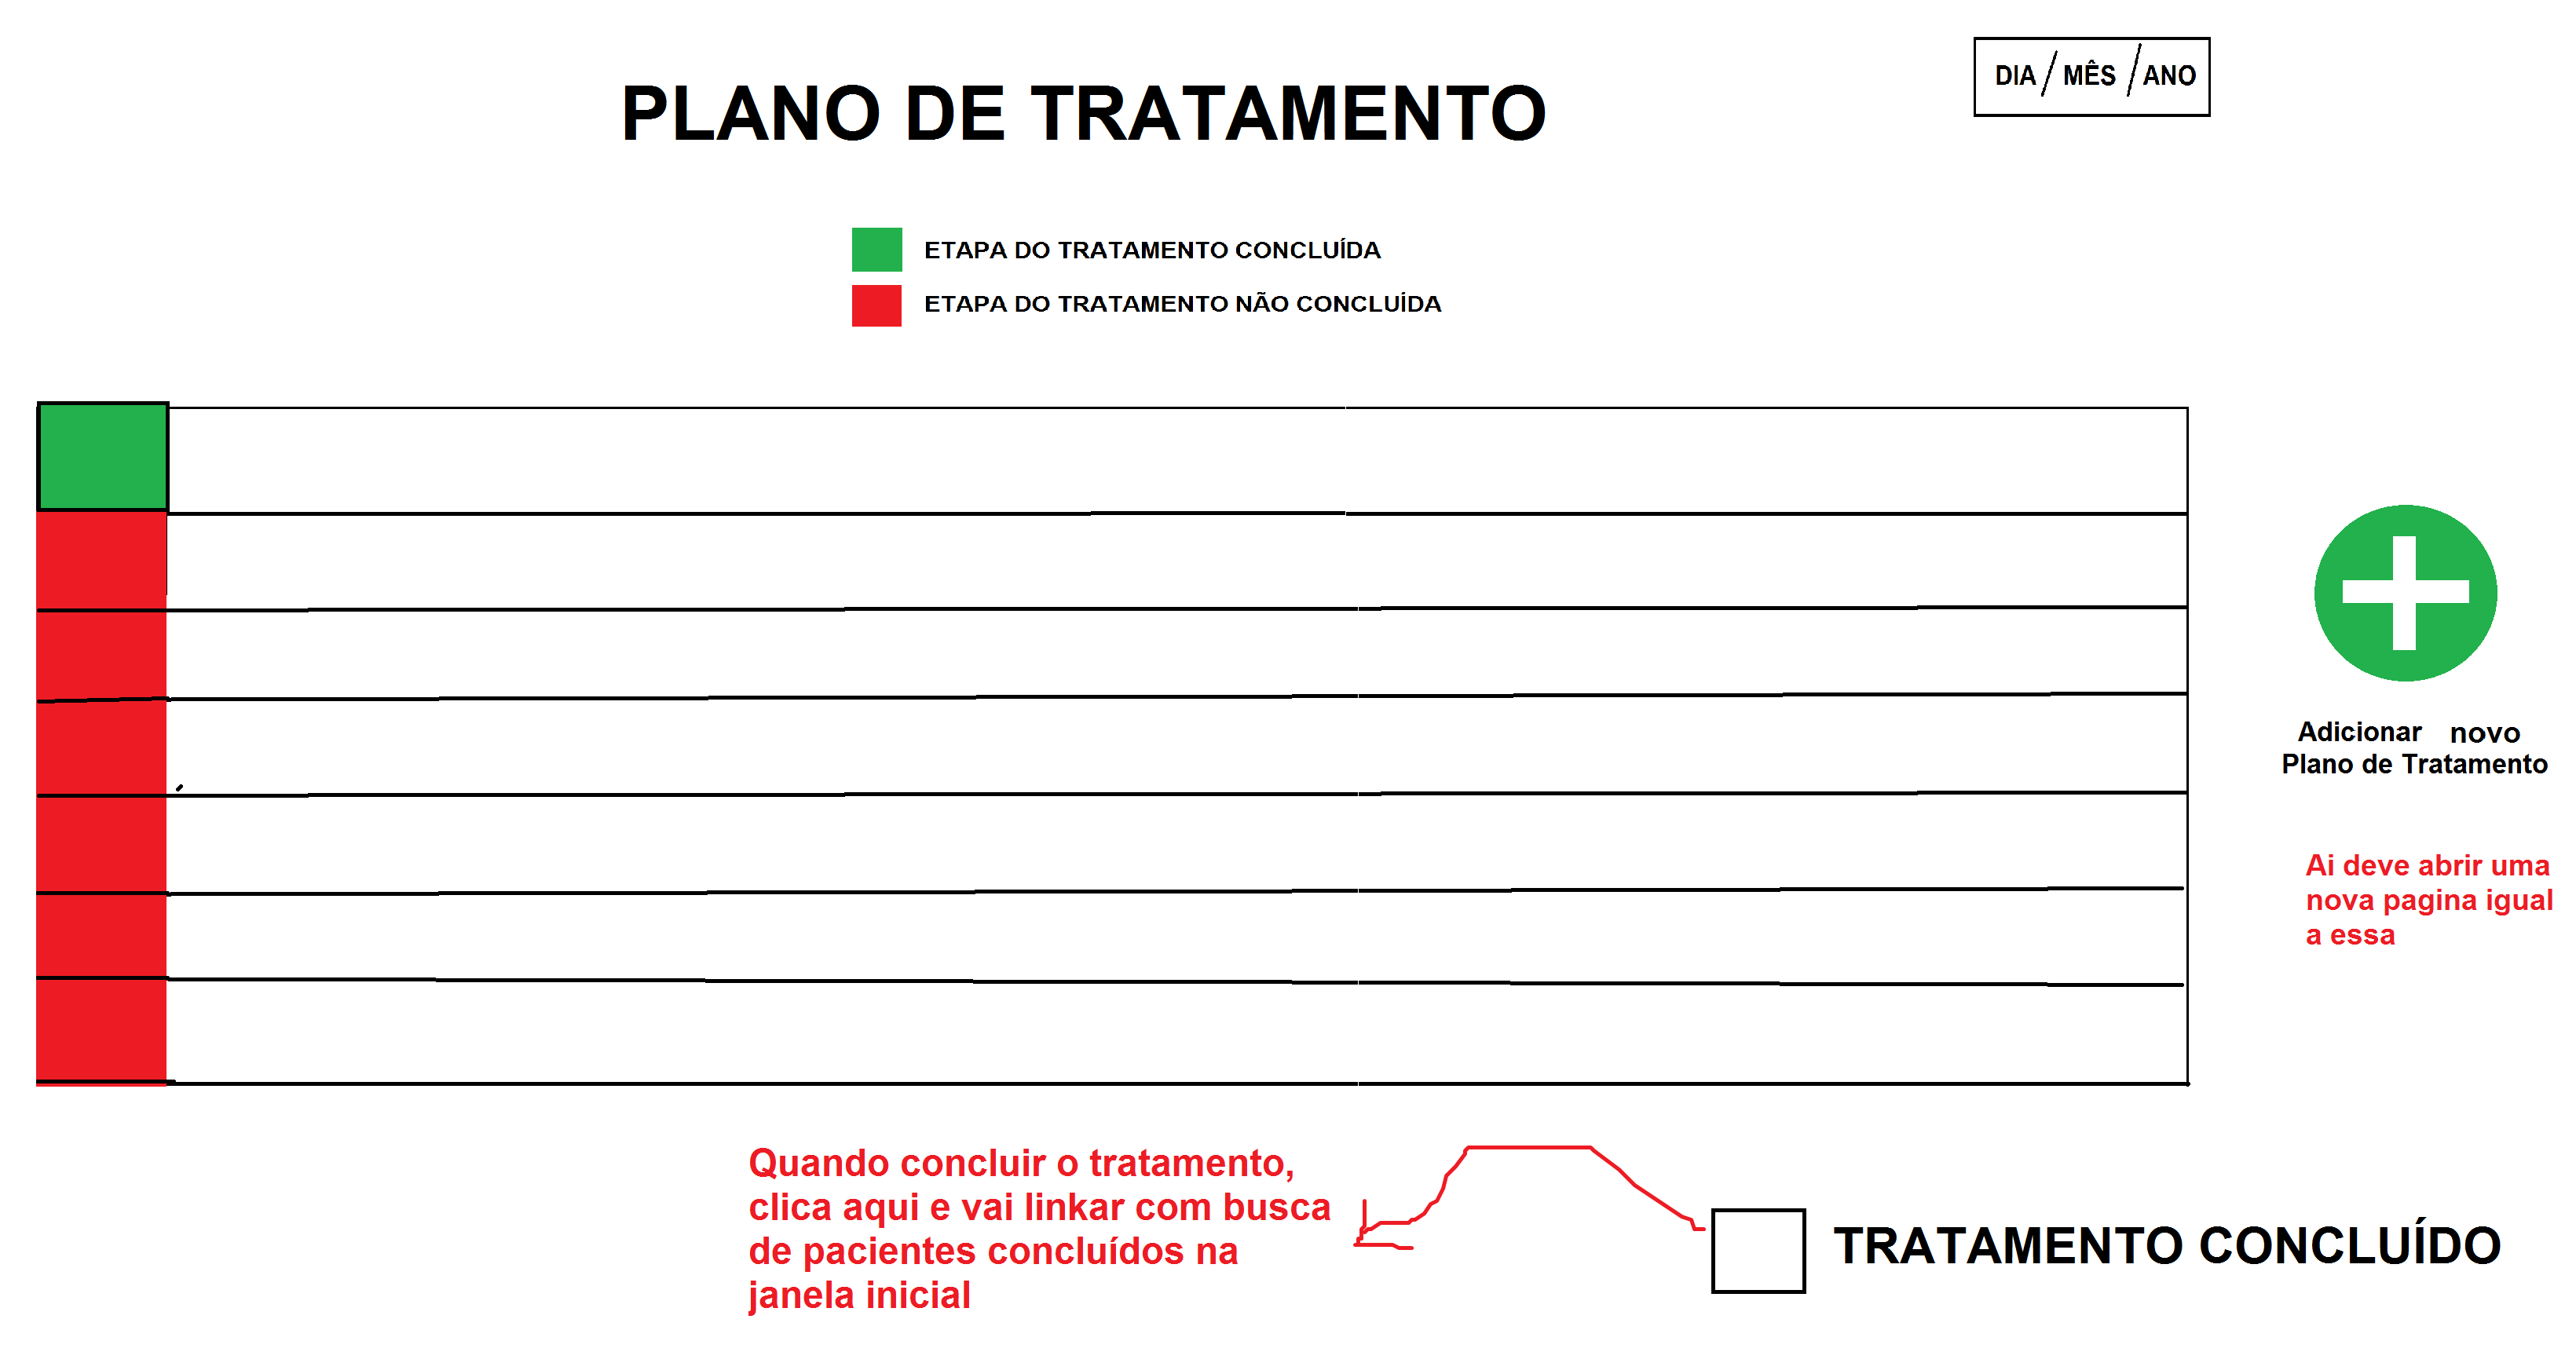 DIA / MÊS / ANO
PLANO DE TRATAMENTO
ETAPA DO TRATAMENTO CONCLUÍDA
ETAPA DO TRATAMENTO NÃO CONCLUÍDA
Adicionar novo
Plano de Tratamento
Ai deve abrir uma
nova pagina igual
a essa
Quando concluir o tratamento,
clica aqui e vai linkar com busca
de pacientes concluídos na
janela inicial
TRATAMENTO CONCLUÍDO